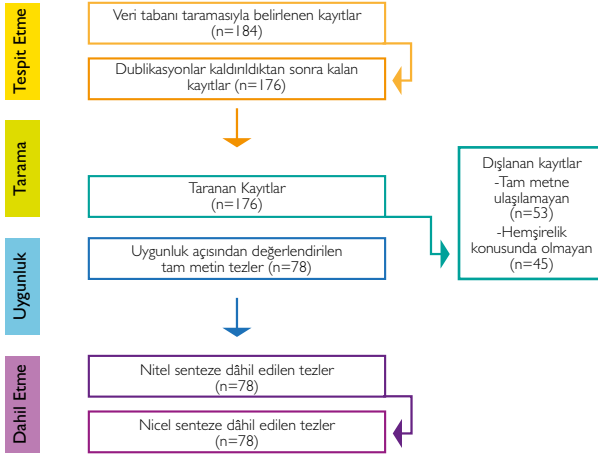 Tespit Etme
Veri tabanı taramasıyla belirlenen kayıtlar
(n=184)
Dublikasyonlar kaldırıldıktan sonra kalan
kayıtlar (n=176)
Tarama
Taranan Kayıtlar
(n=176)
Dışlanan kayıtlar
-Tam metne
ulaşılamayan
(n=53)
-Hemşirelik
konusunda olmayan
(n=45)
Uygunluk
Uygunluk açısından değerlendirilen
tam metin tezler (n=78)
Dahil Etme
Nitel senteze dâhil edilen tezler
(n=78)
Nicel senteze dâhil edilen tezler
(n=78)